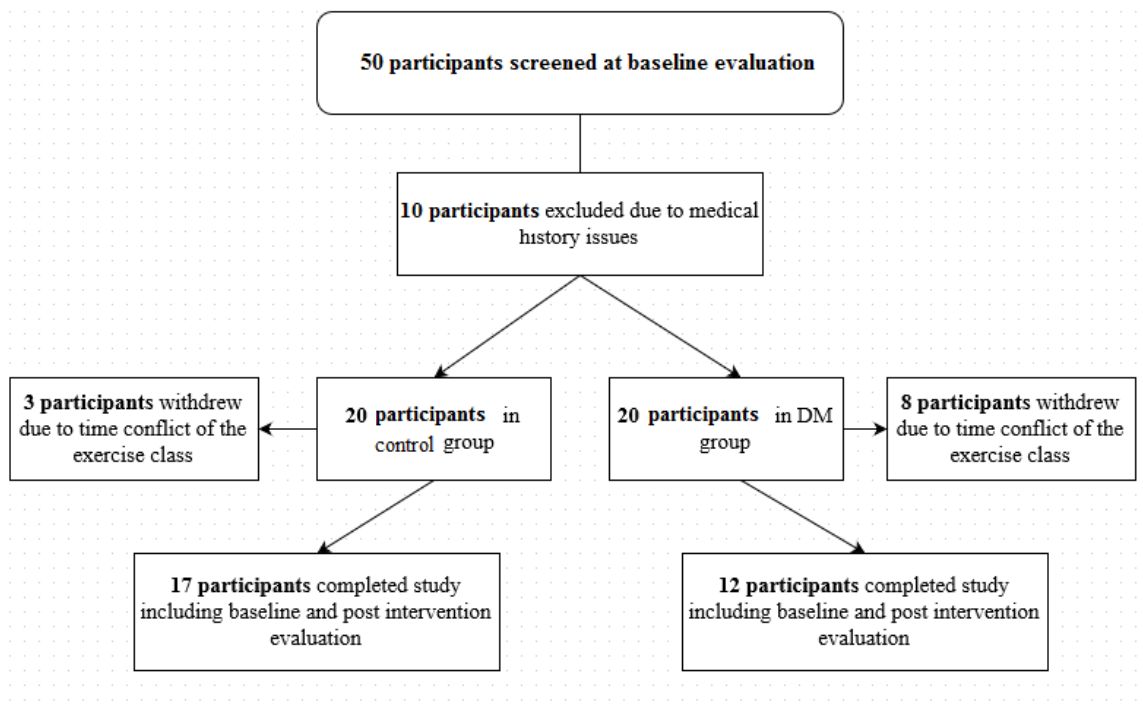 50 participants screened at baseline evaluation
10 participants excluded due to medical
history issues
3 participants withdrew
due to time conflict of the
exercise class
20 participants in
control group
20 participants in DM
group
8 participants withdrew
due to time conflict of the
exercise class
17 participants completed study
including baseline and post intervention
evaluation
12 participants completed study
including baseline and post intervention
evaluation